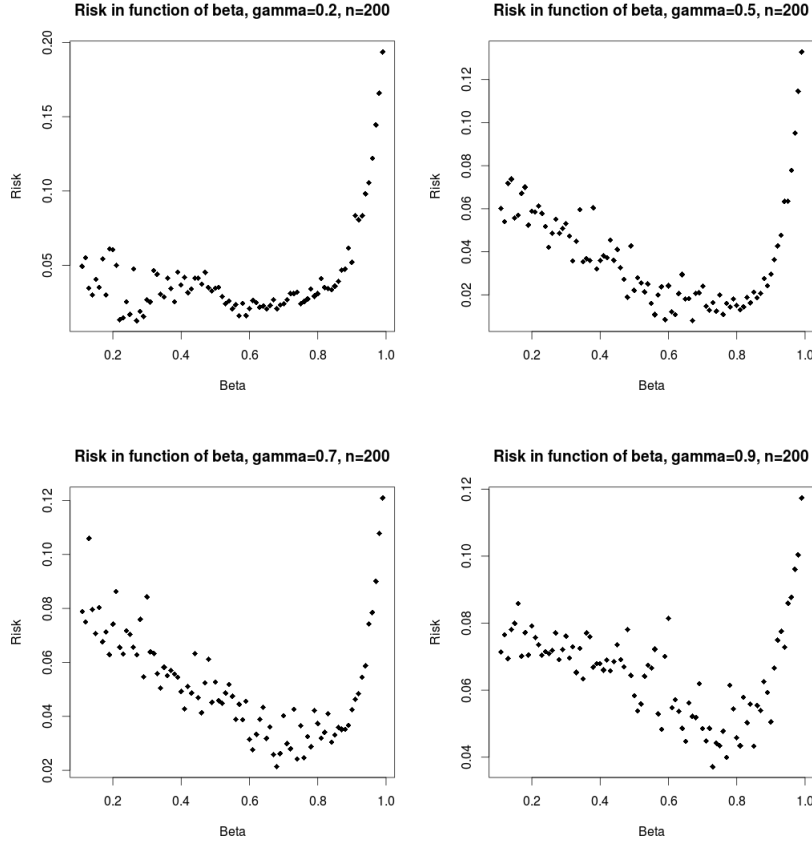 Risk in function of beta, gamma=0.2, n=200
Risk
0.20
0.15
0.10
0.05
0.2 0.4 0.6 0.8 1.0
Beta
Risk in function of beta, gamma=0.5, n=200
Risk
0.12
0.10
0.08
0.06
0.04
0.02
0.2 0.4 0.6 0.8 1.0
Beta
Risk in function of beta, gamma=0.7, n=200
Risk
0.12
0.10
0.08
0.06
0.04
0.02
0.2 0.4 0.6 0.8 1.0
Beta
Risk in function of beta, gamma=0.9, n=200
Risk
0.12
0.10
0.08
0.06
0.04
0.2 0.4 0.6 0.8 1.0
Beta